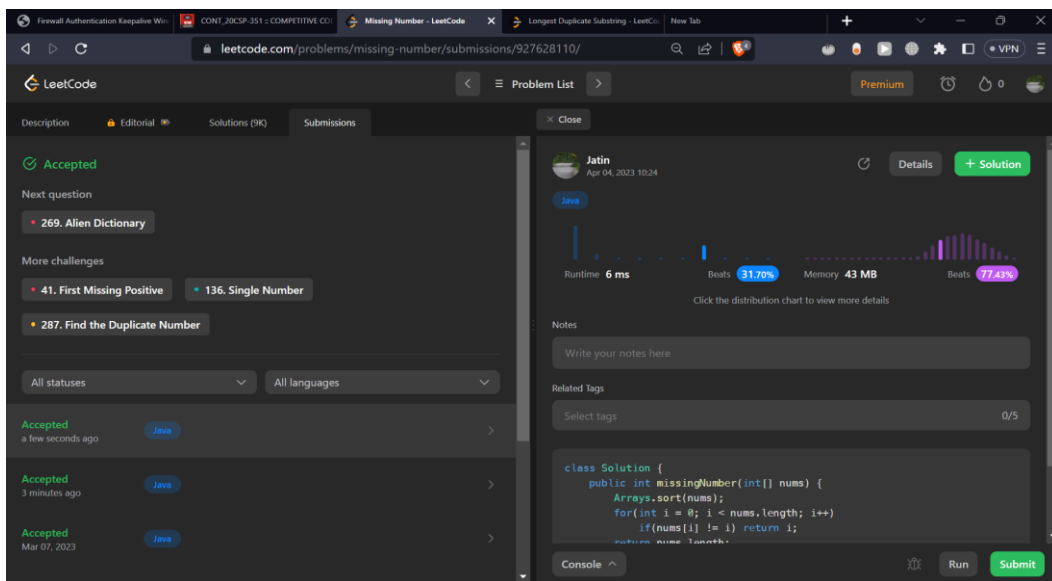 Firewall Authentication Keepalive Win
CONT_20CSP-351 :: COMPETITIVE CO
Missing Number - LeetCode
Longest Duplicate Substring - LeetCo
New Tab
leetcode.com/problems/missing-number/submissions/927628110/
VPN
LeetCode
Problem List
Premium
0
Description
Editorial
Solutions (9K)
Submissions
Close
Accepted
Next question
269. Alien Dictionary
More challenges
41. First Missing Positive
136. Single Number
287. Find the Duplicate Number
All statuses
All languages
Accepted
a few seconds ago
Java
Accepted
3 minutes ago
Java
Accepted
Mar 07, 2023
Java
Jatin
Apr 04, 2023 10:24
Details
+ Solution
Java
Runtime 6 ms
Beats 31.70%
Memory 43 MB
Beats 77.43%
Click the distribution chart to view more details
Notes
Write your notes here
Related Tags
Select tags
0/5
class Solution {
public int missingNumber(int[] nums) {
Arrays.sort(nums);
for(int i = 0; i < nums.length; i++)
if(nums[i] != i) return i;
return nums.length;
Console
Run
Submit